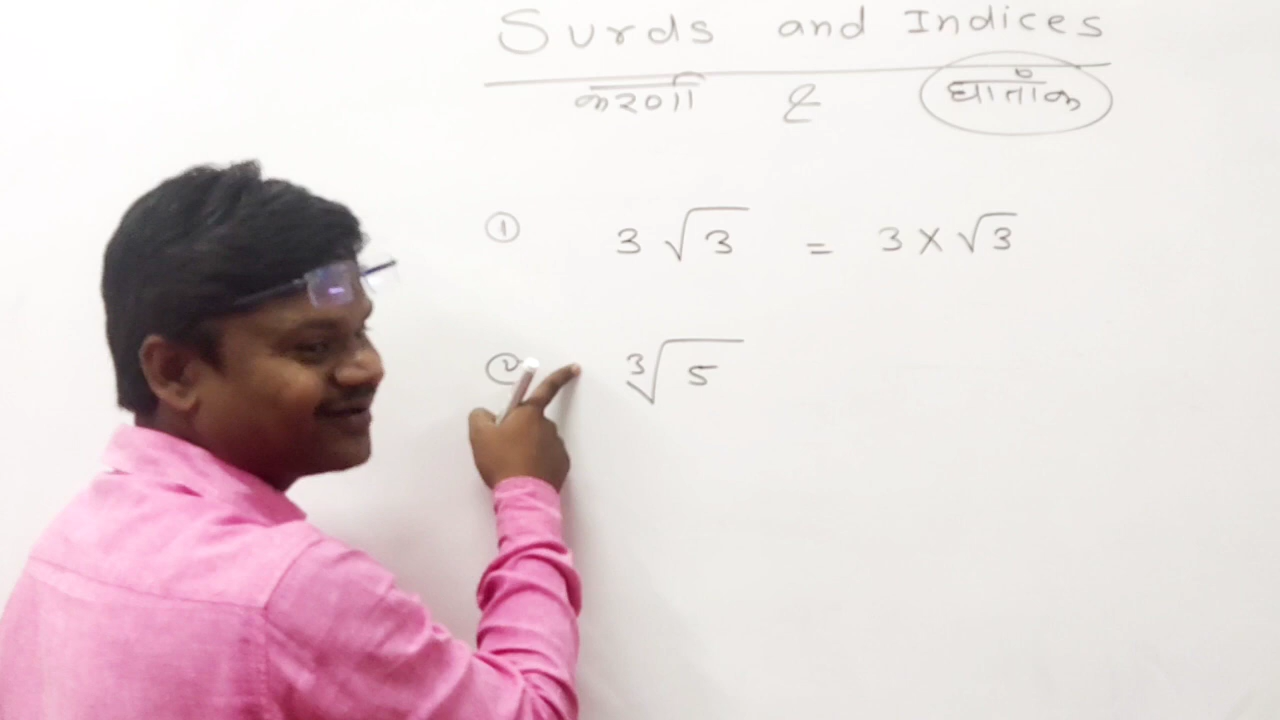 Surds and Indices
करणी & घातांक
① 3 √3 = 3 × √3
② ∛5